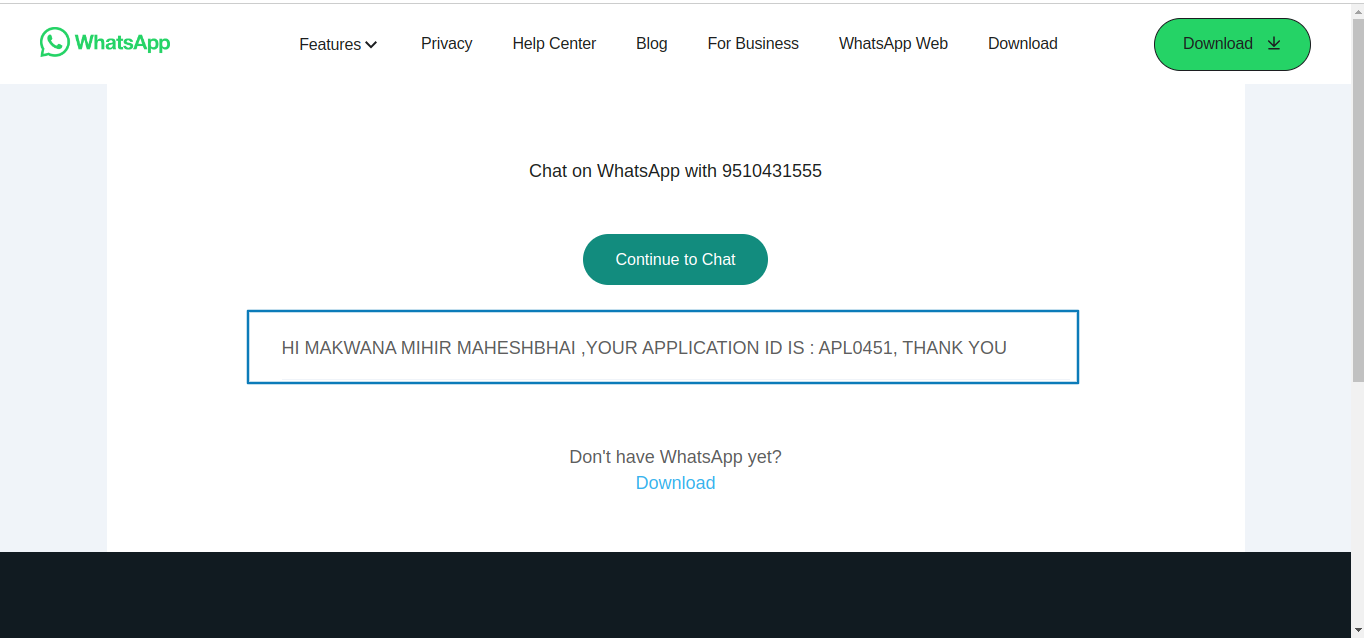 WhatsApp Features Privacy Help Center Blog For Business WhatsApp Web Download Download
Chat on WhatsApp with 9510431555
Continue to Chat
HI MAKWANA MIHIR MAHESHBHAI ,YOUR APPLICATION ID IS : APL0451, THANK YOU
Don't have WhatsApp yet?
Download